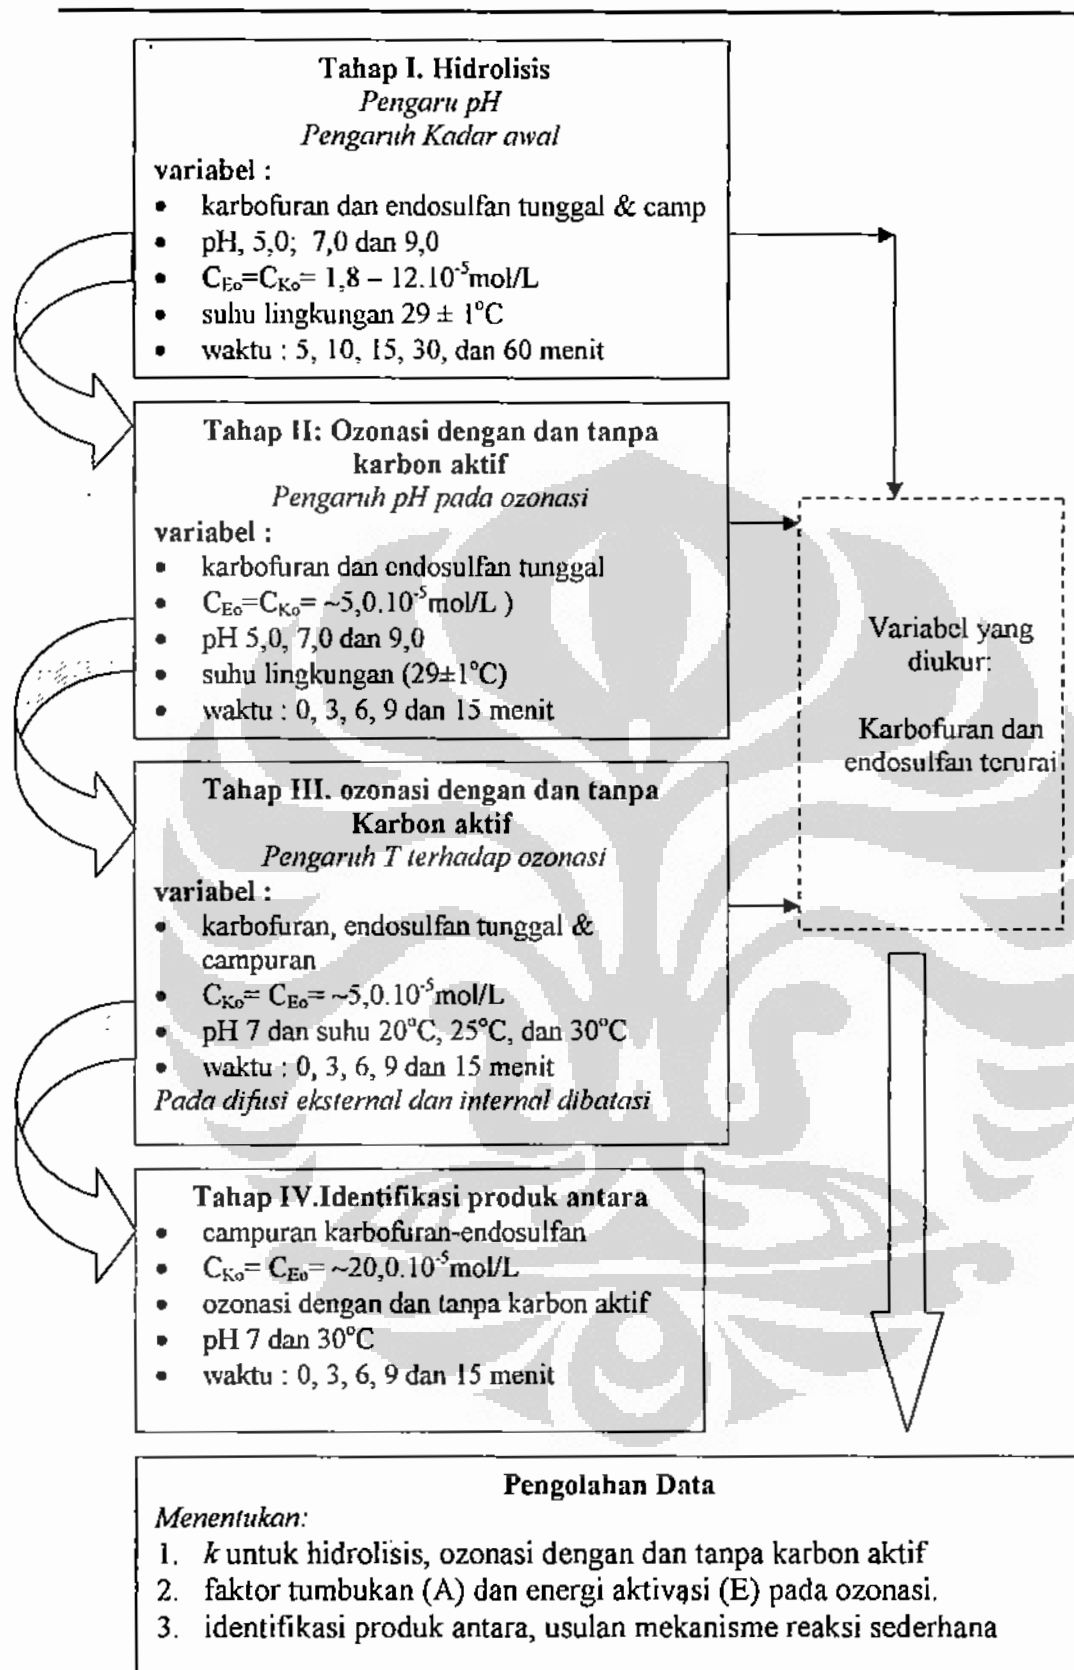 Tahap I. Hidrolisis
Pengaru pH
Pengaruh Kadar awal
variabel :
• karbofuran dan endosulfan tunggal & camp
• pH, 5,0; 7,0 dan 9,0
• C_Eo=C_Ko= 1,8 – 12.10⁻⁵mol/L
• suhu lingkungan 29 ± 1°C
• waktu : 5, 10, 15, 30, dan 60 menit
Tahap II: Ozonasi dengan dan tanpa
karbon aktif
Pengaruh pH pada ozonasi
variabel :
• karbofuran dan endosulfan tunggal
• C_Eo=C_Ko= ~5,0.10⁻⁵mol/L )
• pH 5,0, 7,0 dan 9,0
• suhu lingkungan (29±1°C)
• waktu : 0, 3, 6, 9 dan 15 menit
Variabel yang
diukur:
Karbofuran dan
endosulfan terurai
Tahap III. ozonasi dengan dan tanpa
Karbon aktif
Pengaruh T terhadap ozonasi
variabel :
• karbofuran, endosulfan tunggal &
campuran
• C_Ko= C_Eo= ~5,0.10⁻⁵mol/L
• pH 7 dan suhu 20°C, 25°C, dan 30°C
• waktu : 0, 3, 6, 9 dan 15 menit
Pada difusi eksternal dan internal dibatasi
Tahap IV.Identifikasi produk antara
• campuran karbofuran-endosulfan
• C_Ko= C_Eo= ~20,0.10⁻⁵mol/L
• ozonasi dengan dan tanpa karbon aktif
• pH 7 dan 30°C
• waktu : 0, 3, 6, 9 dan 15 menit
Pengolahan Data
Menentukan:
1. k untuk hidrolisis, ozonasi dengan dan tanpa karbon aktif
2. faktor tumbukan (A) dan energi aktivasi (E) pada ozonasi.
3. identifikasi produk antara, usulan mekanisme reaksi sederhana